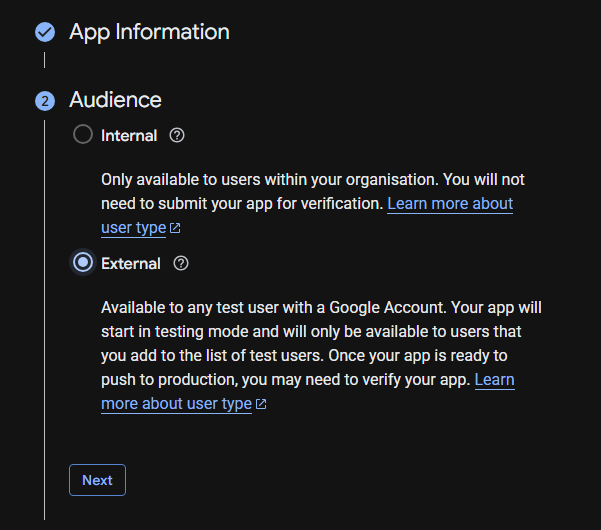 App Information
2 Audience
Internal ?
Only available to users within your organisation. You will not
need to submit your app for verification. Learn more about
user type
External ?
Available to any test user with a Google Account. Your app will
start in testing mode and will only be available to users that
you add to the list of test users. Once your app is ready to
push to production, you may need to verify your app. Learn
more about user type
Next